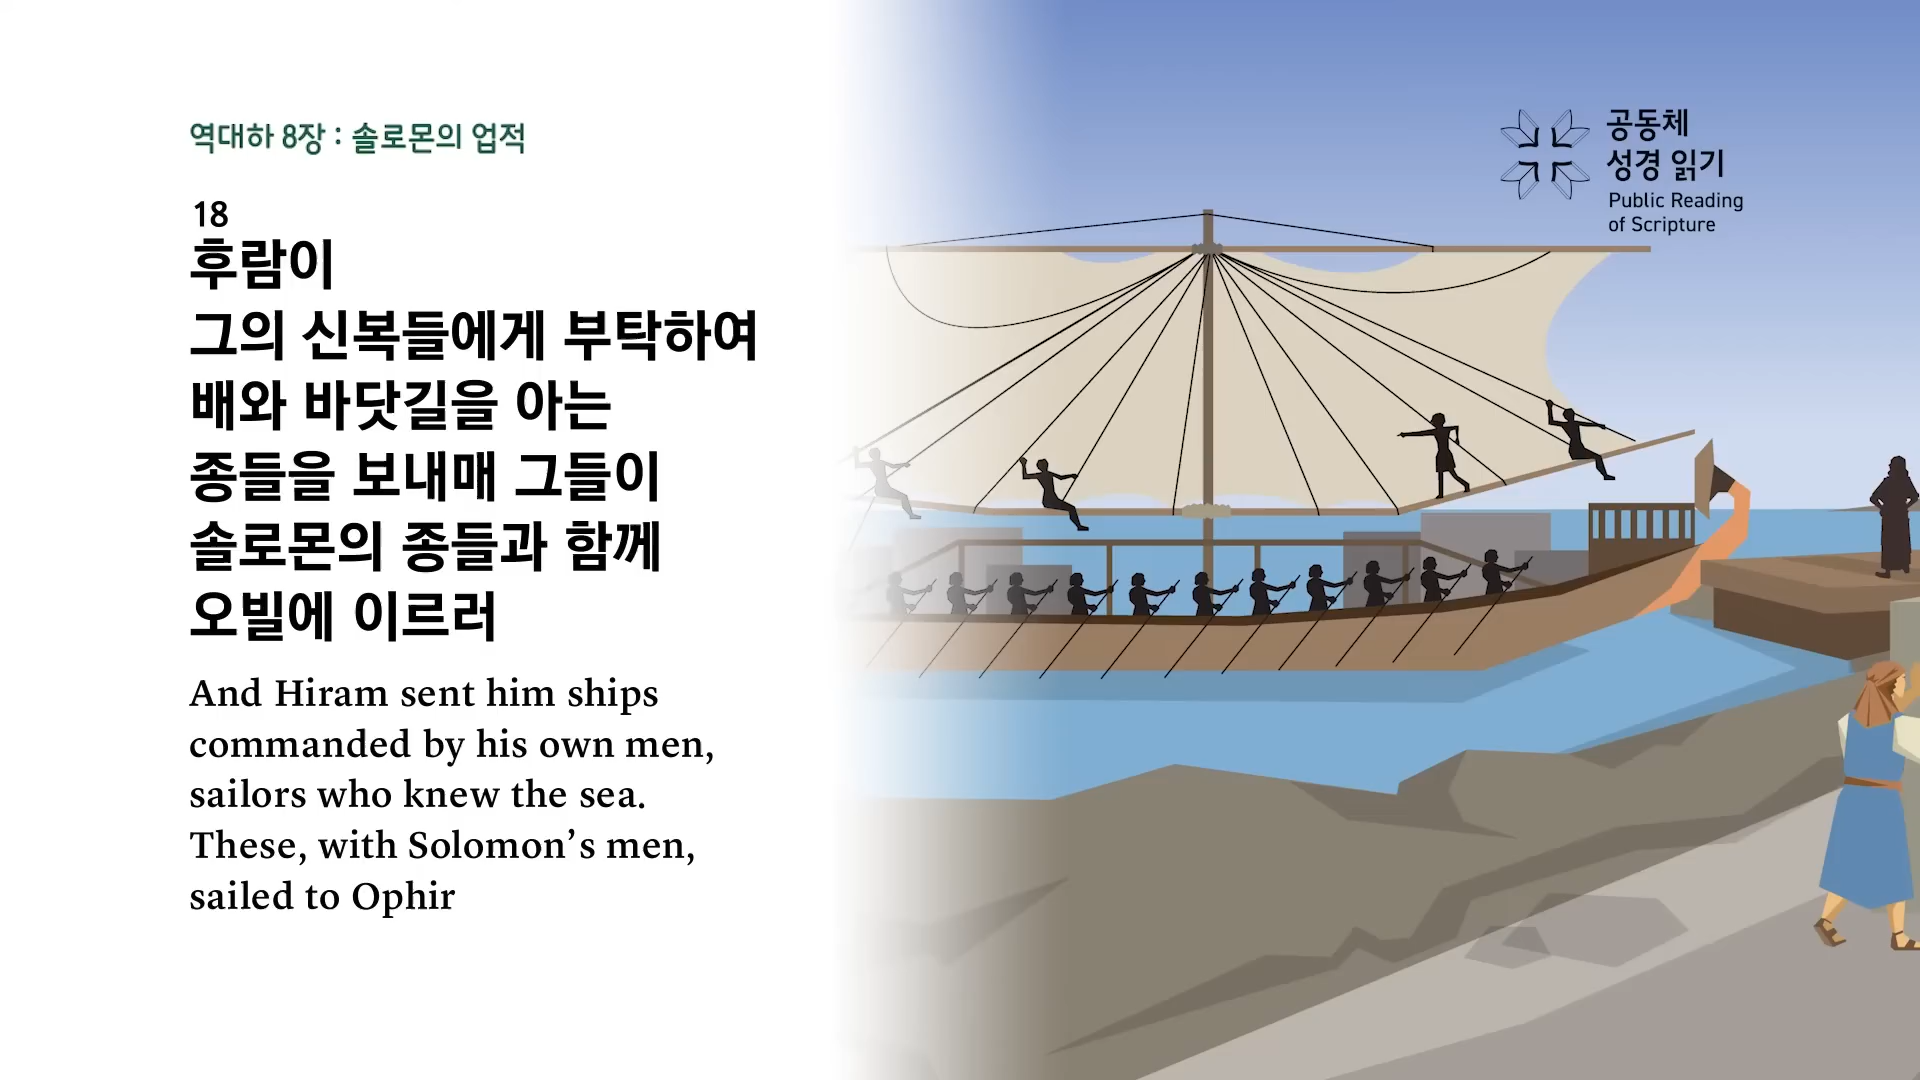 역대하 8장 : 솔로몬의 업적
18
후람이
그의 신복들에게 부탁하여
배와 바닷길을 아는
종들을 보내매 그들이
솔로몬의 종들과 함께
오빌에 이르러
And Hiram sent him ships
commanded by his own men,
sailors who knew the sea.
These, with Solomon’s men,
sailed to Ophir
공동체
성경 읽기
Public Reading
of Scripture